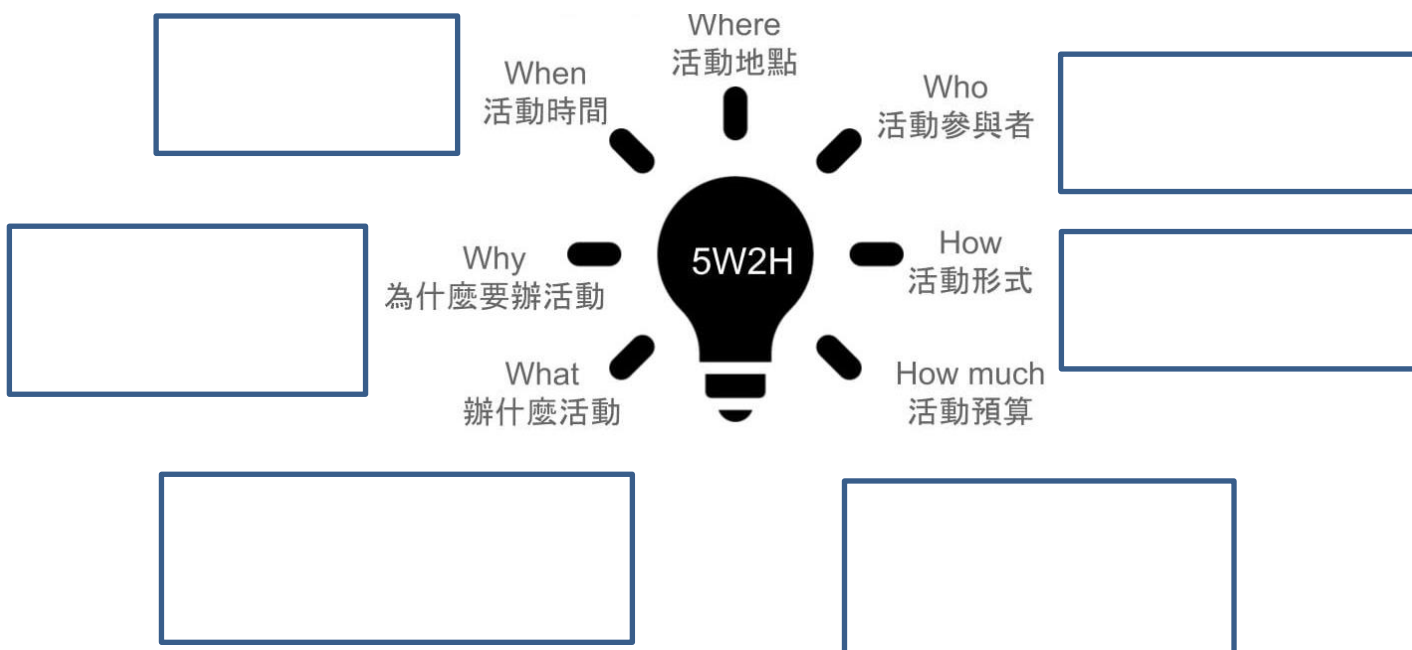 Where
活動地點
When
活動時間
Who
活動參與者
Why
為什麼要辦活動
5W2H
How
活動形式
What
辦什麼活動
How much
活動預算